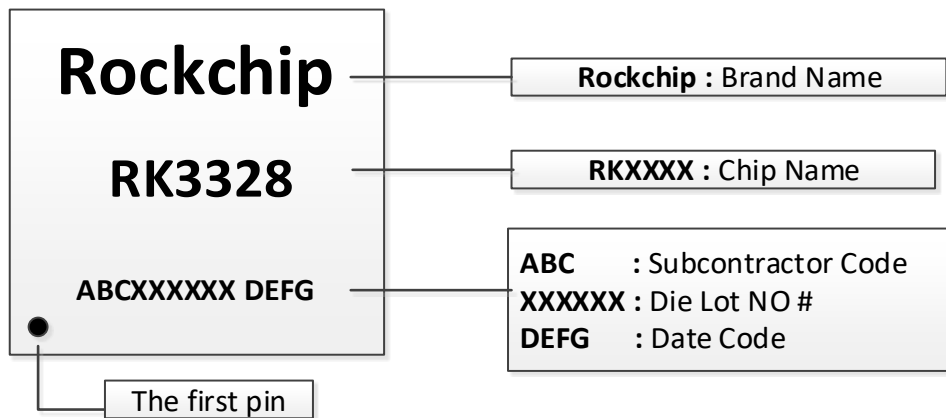 Rockchip
RK3328
ABCXXXXXX DEFG
The first pin
Rockchip : Brand Name
RKXXXX : Chip Name
ABC : Subcontractor Code
XXXXXX : Die Lot NO #
DEFG : Date Code